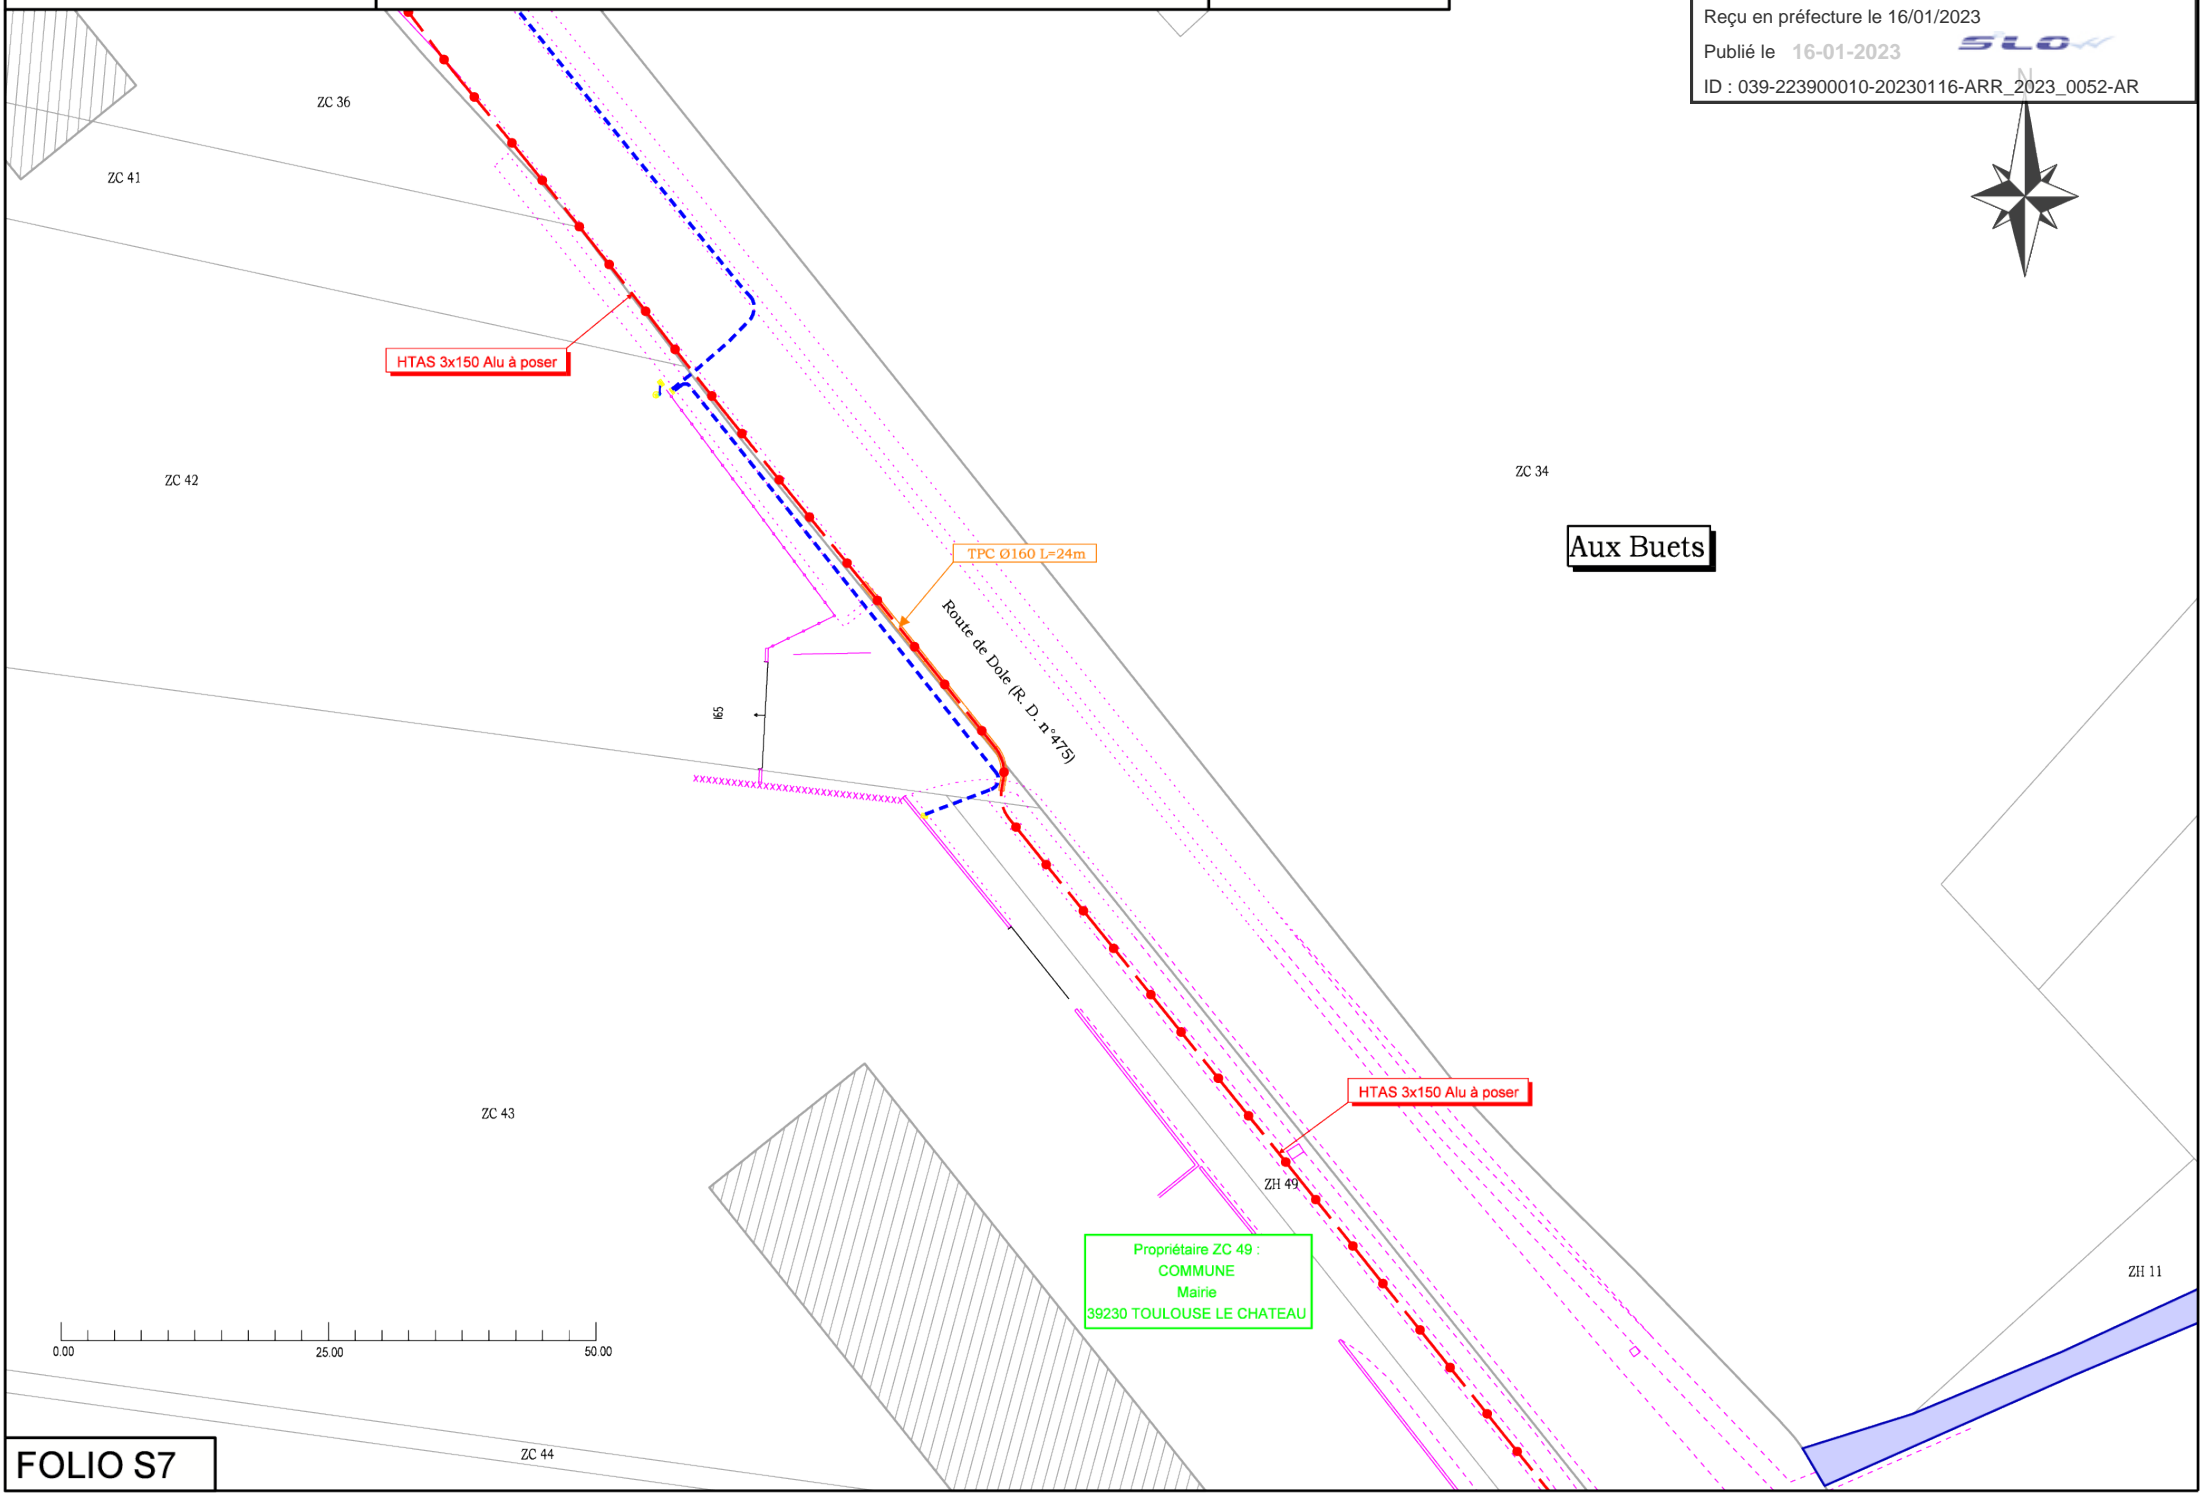 Reçu en préfecture le 16/01/2023
Publié le 16-01-2023
SLOW
ID : 039-223900010-20230116-ARR_2023_0052-AR
N
ZC 36
ZC 41
HTAS 3x150 Alu à poser
ZC 42
ZC 34
Aux Buets
TPC Ø160 L=24m
Route de Dole (R. D. n°475)
165
HTAS 3x150 Alu à poser
ZC 43
ZH 49
Propriétaire ZC 49 :
COMMUNE
Mairie
39230 TOULOUSE LE CHATEAU
ZH 11
0.00 25.00 50.00
ZC 44
FOLIO S7